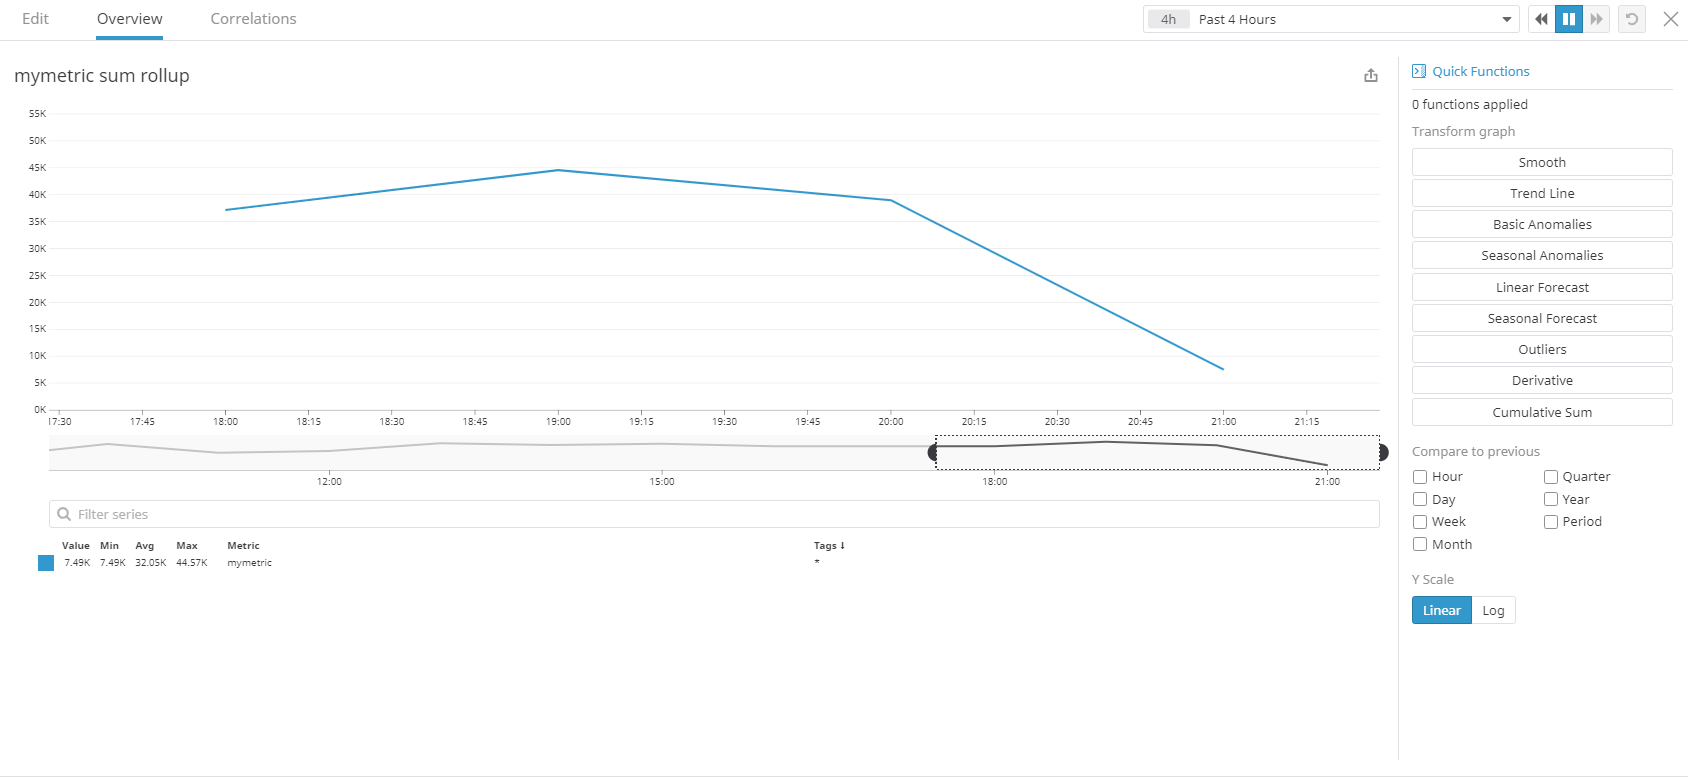 Edit Overview Correlations 4h Past 4 Hours
mymetric sum rollup
55K
50K
45K
40K
35K
30K
25K
20K
15K
10K
5K
0K
17:30 17:45 18:00 18:15 18:30 18:45 19:00 19:15 19:30 19:45 20:00 20:15 20:30 20:45 21:00 21:15
12:00 15:00 18:00 21:00
Filter series
Value Min Avg Max Metric Tags ↓
7.49K 7.49K 32.05K 44.57K mymetric *
Quick Functions
0 functions applied
Transform graph
Smooth
Trend Line
Basic Anomalies
Seasonal Anomalies
Linear Forecast
Seasonal Forecast
Outliers
Derivative
Cumulative Sum
Compare to previous
Hour Quarter
Day Year
Week Period
Month
Y Scale
Linear Log